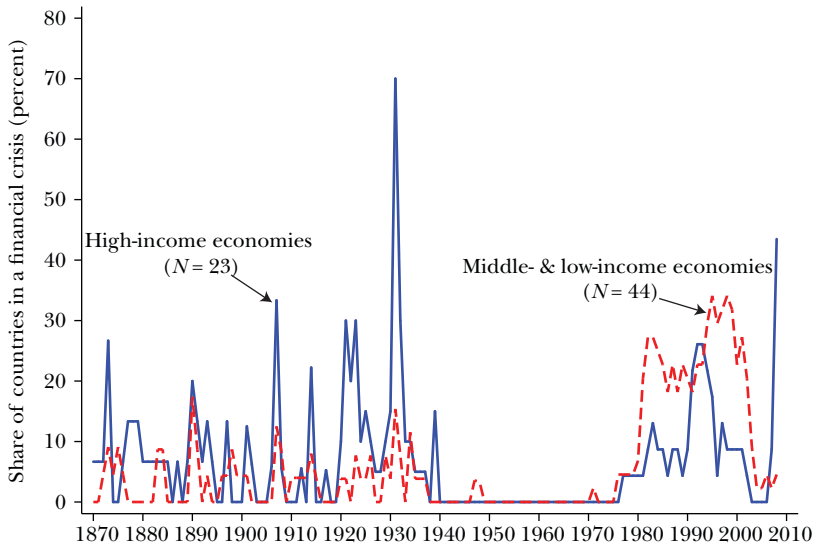 Share of countries in a financial crisis (percent)
80
70
60
50
40
30
20
10
0
High-income economies
(N = 23)
Middle- & low-income economies
(N = 44)
1870 1880 1890 1900 1910 1920 1930 1940 1950 1960 1970 1980 1990 2000 2010